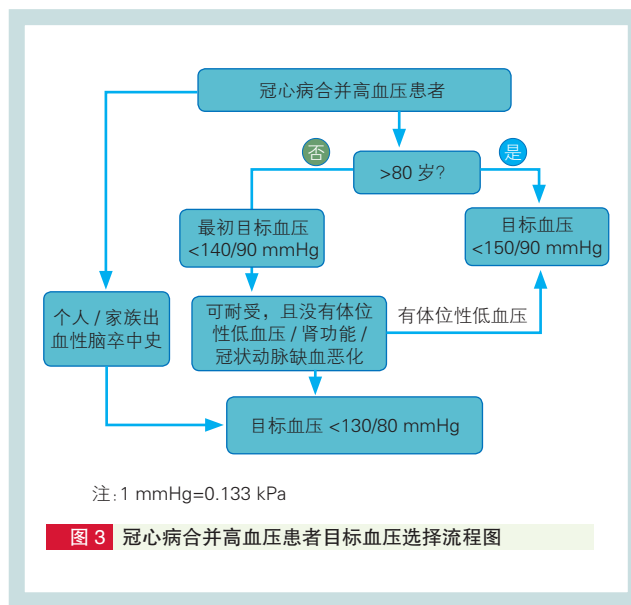 冠心病合并高血压患者
否
是
>80 岁?
最初目标血压
<140/90 mmHg
目标血压
<150/90 mmHg
个人 / 家族出
血性脑卒中史
可耐受，且没有体位
性低血压 / 肾功能 /
冠状动脉缺血恶化
有体位性低血压
目标血压 <130/80 mmHg
注:1 mmHg=0.133 kPa
图 3 冠心病合并高血压患者目标血压选择流程图